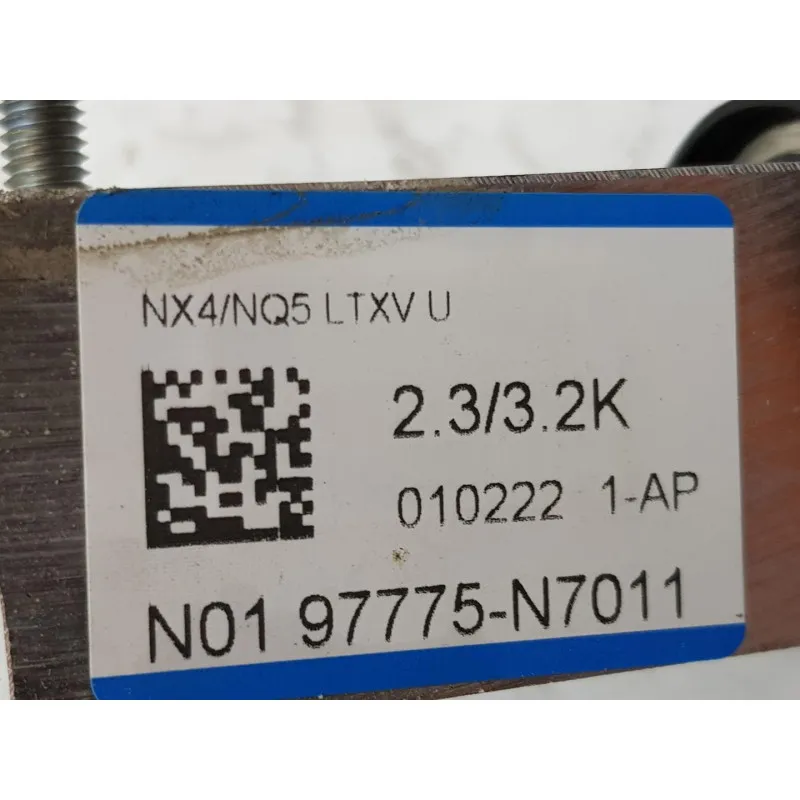 NX4/NQ5 LTXV U
2.3/3.2K
010222 1-AP
N01 97775-N7011